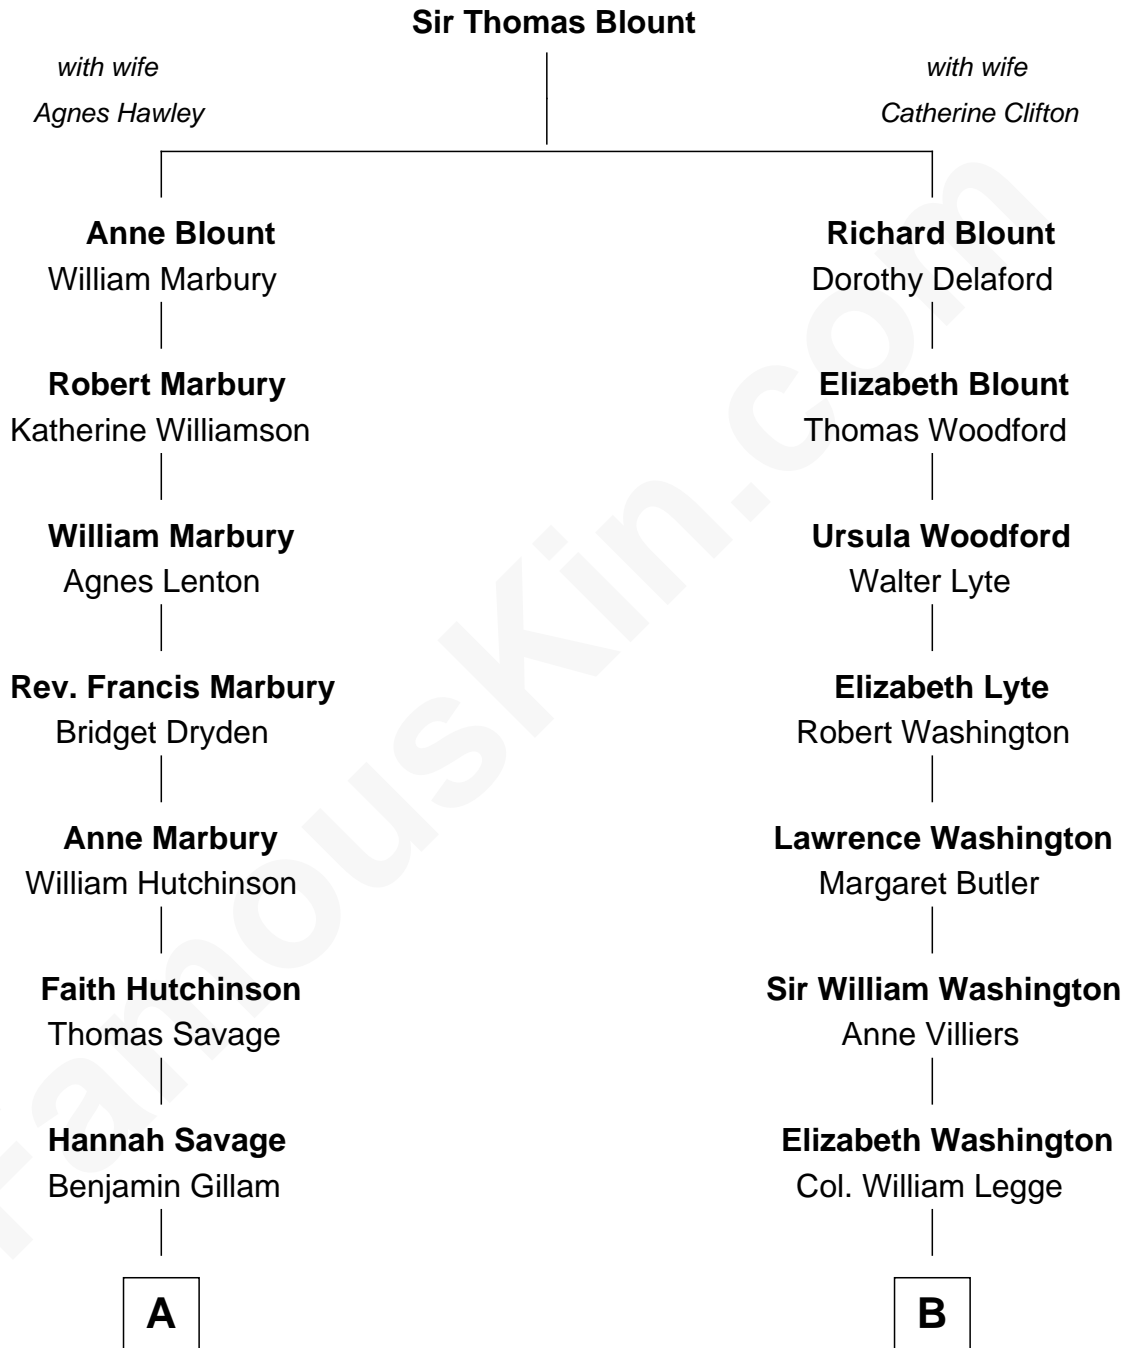 Sir Thomas Blount
with wife
Agnes Hawley
with wife
Catherine Clifton
Anne Blount
William Marbury
Robert Marbury
Katherine Williamson
William Marbury
Agnes Lenton
Rev. Francis Marbury
Bridget Dryden
Anne Marbury
William Hutchinson
Faith Hutchinson
Thomas Savage
Hannah Savage
Benjamin Gillam
A
Richard Blount
Dorothy Delaford
Elizabeth Blount
Thomas Woodford
Ursula Woodford
Walter Lyte
Elizabeth Lyte
Robert Washington
Lawrence Washington
Margaret Butler
Sir William Washington
Anne Villiers
Elizabeth Washington
Col. William Legge
B
FamousKin.com